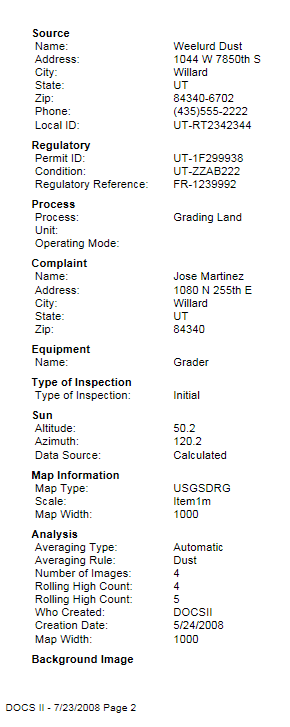 Source
Name: Weelurd Dust
Address: 1044 W 7850th S
City: Willard
State: UT
Zip: 84340-6702
Phone: (435)555-2222
Local ID: UT-RT2342344
Regulatory
Permit ID: UT-1F299938
Condition: UT-ZZAB222
Regulatory Reference: FR-1239992
Process
Process: Grading Land
Unit:
Operating Mode:
Complaint
Name: Jose Martinez
Address: 1080 N 255th E
City: Willard
State: UT
Zip: 84340
Equipment
Name: Grader
Type of Inspection
Type of Inspection: Initial
Sun
Altitude: 50.2
Azimuth: 120.2
Data Source: Calculated
Map Information
Map Type: USGSDRG
Scale: Item1m
Map Width: 1000
Analysis
Averaging Type: Automatic
Averaging Rule: Dust
Number of Images: 4
Rolling High Count: 4
Rolling High Count: 5
Who Created: DOCSII
Creation Date: 5/24/2008
Map Width: 1000
Background Image
DOCS II - 7/23/2008 Page 2